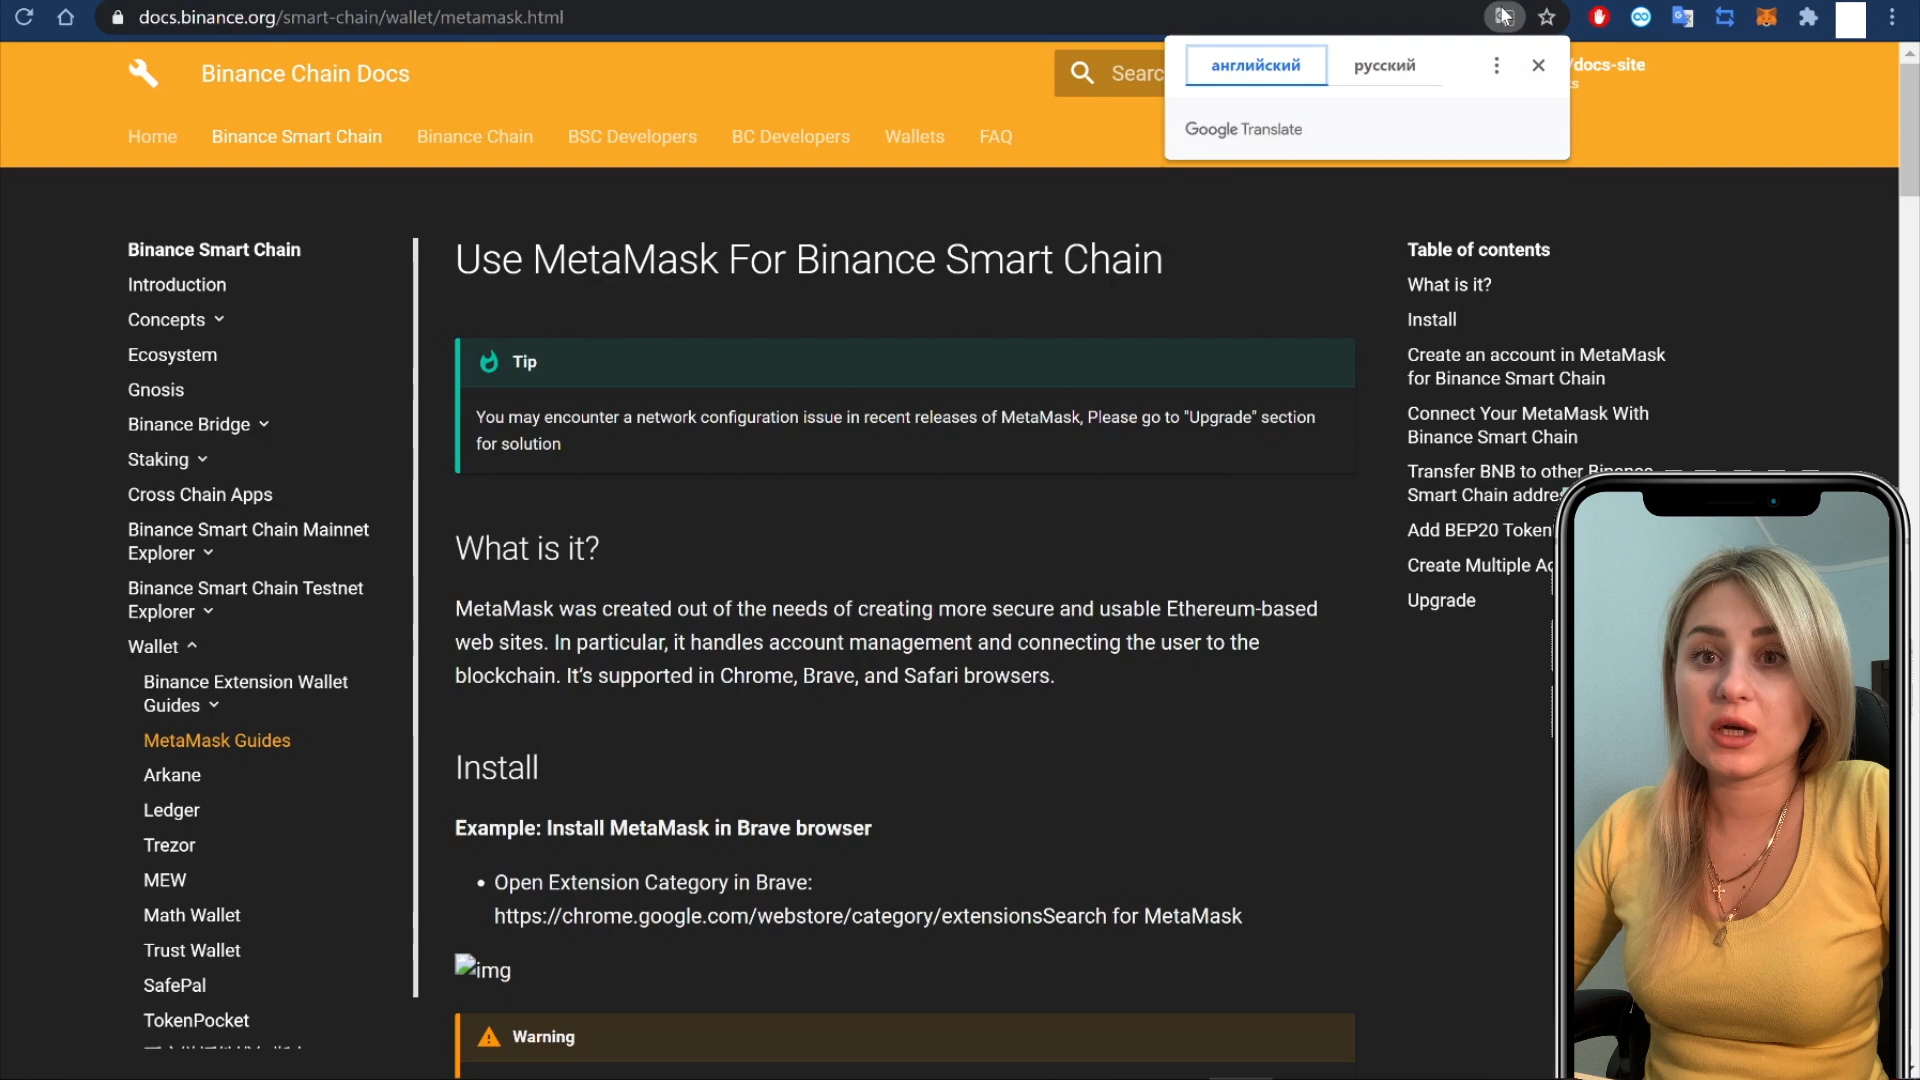 docs.binance.org/smart-chain/wallet/metamask.html
Binance Chain Docs
Searc
английский
русский
/docs-site
Google Translate
Home
Binance Smart Chain
Binance Chain
BSC Developers
BC Developers
Wallets
FAQ
Binance Smart Chain
Introduction
Concepts
Ecosystem
Gnosis
Binance Bridge
Staking
Cross Chain Apps
Binance Smart Chain Mainnet
Explorer
Binance Smart Chain Testnet
Explorer
Wallet
Binance Extension Wallet
Guides
MetaMask Guides
Arkane
Ledger
Trezor
MEW
Math Wallet
Trust Wallet
SafePal
TokenPocket
Use MetaMask For Binance Smart Chain
Tip
You may encounter a network configuration issue in recent releases of MetaMask, Please go to "Upgrade" section
for solution
What is it?
MetaMask was created out of the needs of creating more secure and usable Ethereum-based
web sites. In particular, it handles account management and connecting the user to the
blockchain. It’s supported in Chrome, Brave, and Safari browsers.
Install
Example: Install MetaMask in Brave browser
• Open Extension Category in Brave:
https://chrome.google.com/webstore/category/extensionsSearch for MetaMask
img
Warning
Table of contents
What is it?
Install
Create an account in MetaMask
for Binance Smart Chain
Connect Your MetaMask With
Binance Smart Chain
Transfer BNB to other Binance
Smart Chain addre
Add BEP20 Token
Create Multiple Ac
Upgrade